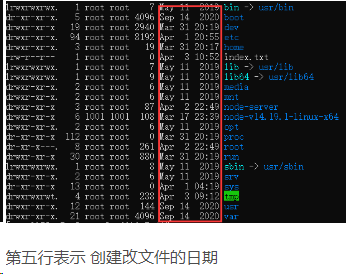 lrwxrwxrwx. 1 root root 7 May 11 2019 bin -> usr/bin
dr-xr-xr-x. 5 root root 4096 Sep 14 2020 boot
drwxr-xr-x 19 root root 2940 Mar 31 20:19 dev
drwxr-xr-x. 94 root root 8192 Apr 1 10:55 etc
drwxr-xr-x. 3 root root 19 Mar 31 20:17 home
-rw-r--r-- 1 root root 0 Apr 3 10:52 index.txt
lrwxrwxrwx. 1 root root 7 May 11 2019 lib -> usr/lib
lrwxrwxrwx. 1 root root 9 May 11 2019 lib64 -> usr/lib64
drwxr-xr-x. 2 root root 6 May 11 2019 media
drwxr-xr-x. 2 root root 6 May 11 2019 mnt
drwxr-xr-x 3 root root 87 Apr 2 22:49 node-server
drwxr-xr-x 6 1001 1001 108 Mar 17 23:39 node-v14.19.1-linux-x64
drwxr-xr-x. 2 root root 6 May 11 2019 opt
dr-xr-xr-x 112 root root 0 Mar 31 20:19 proc
dr-xr-x---. 8 root root 261 Apr 2 22:49 root
drwxr-xr-x 30 root root 880 Mar 31 20:19 run
lrwxrwxrwx. 1 root root 8 May 11 2019 sbin -> usr/sbin
drwxr-xr-x. 2 root root 6 May 11 2019 srv
dr-xr-xr-x 13 root root 0 Apr 1 04:19 sys
drwxrwxrwt. 4 root root 238 Apr 3 09:12 tmp
drwxr-xr-x. 12 root root 144 Sep 14 2020 usr
drwxr-xr-x. 21 root root 4096 Sep 14 2020 var
第五行表示 创建改文件的日期